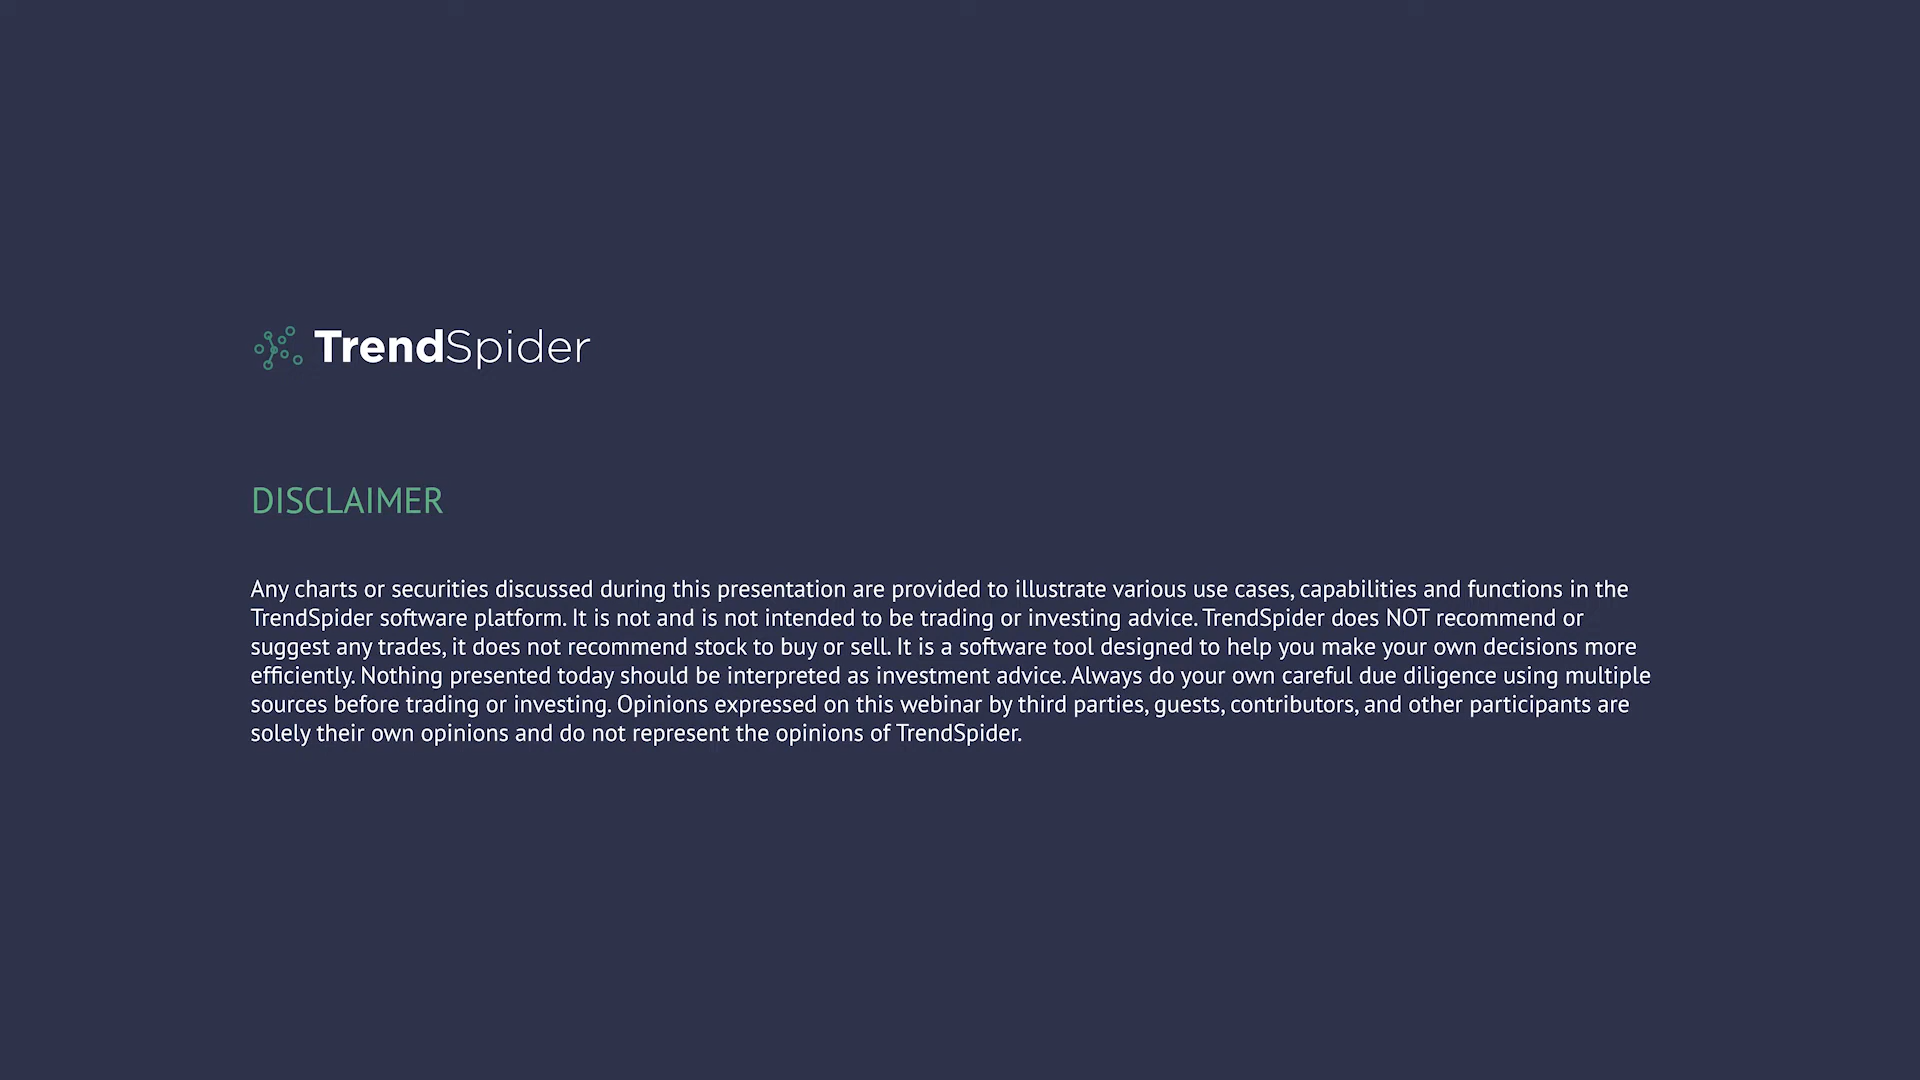 TrendSpider
DISCLAIMER
Any charts or securities discussed during this presentation are provided to illustrate various use cases, capabilities and functions in the
TrendSpider software platform. It is not and is not intended to be trading or investing advice. TrendSpider does NOT recommend or
suggest any trades, it does not recommend stock to buy or sell. It is a software tool designed to help you make your own decisions more
efficiently. Nothing presented today should be interpreted as investment advice. Always do your own careful due diligence using multiple
sources before trading or investing. Opinions expressed on this webinar by third parties, guests, contributors, and other participants are
solely their own opinions and do not represent the opinions of TrendSpider.